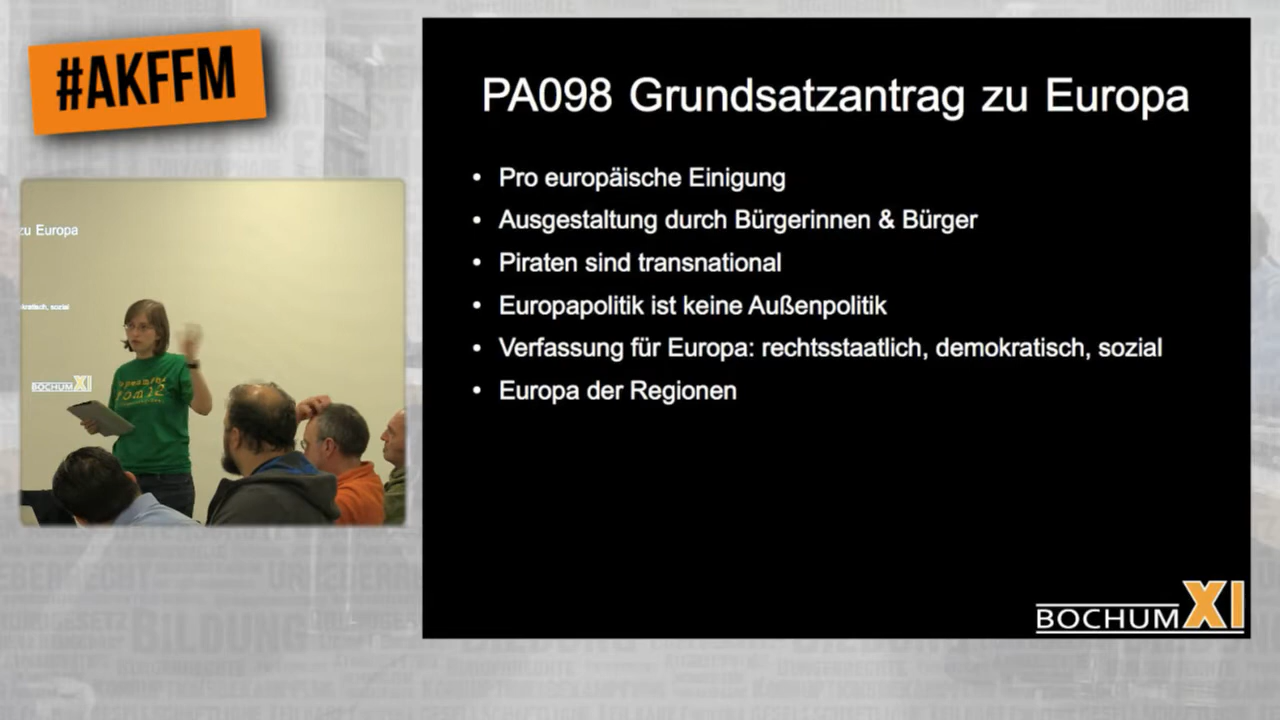 #AKFFM
PA098 Grundsatzantrag zu Europa
• Pro europäische Einigung
• Ausgestaltung durch Bürgerinnen & Bürger
• Piraten sind transnational
• Europapolitik ist keine Außenpolitik
• Verfassung für Europa: rechtsstaatlich, demokratisch, sozial
• Europa der Regionen
BOCHUM XI
zu Europa
sozial
BOCHUM XI
BILDUNG